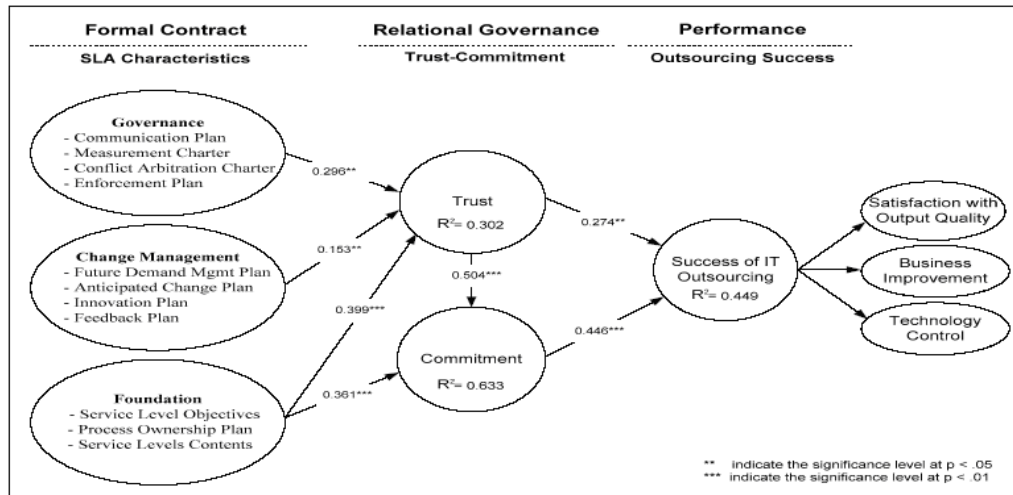 Formal Contract
SLA Characteristics
Relational Governance
Trust-Commitment
Performance
Outsourcing Success
Governance
- Communication Plan
- Measurement Charter
- Conflict Arbitration Charter
- Enforcement Plan
0.296**
Trust
R²= 0.302
0.274**
Satisfaction with
Output Quality
Change Management
- Future Demand Mgmt Plan
- Anticipated Change Plan
- Innovation Plan
- Feedback Plan
0.153**
0.504***
Success of IT
Outsourcing
R²= 0.449
Business
Improvement
0.399***
0.446***
Technology
Control
Commitment
R²= 0.633
Foundation
- Service Level Objectives
- Process Ownership Plan
- Service Levels Contents
0.361***
** indicate the significance level at p < .05
*** indicate the significance level at p < .01